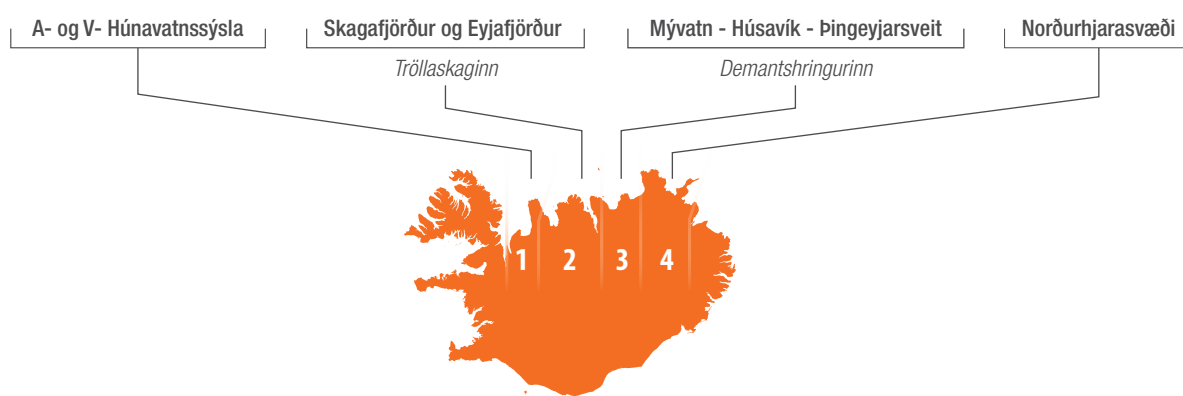 A- og V- Húnavatnssýsla
Skagafjörður og Eyjafjörður
Tröllaskaginn
Mývatn - Húsavík - Þingeyjarsveit
Demantshringurinn
Norðurhjarasvæði
1
2
3
4